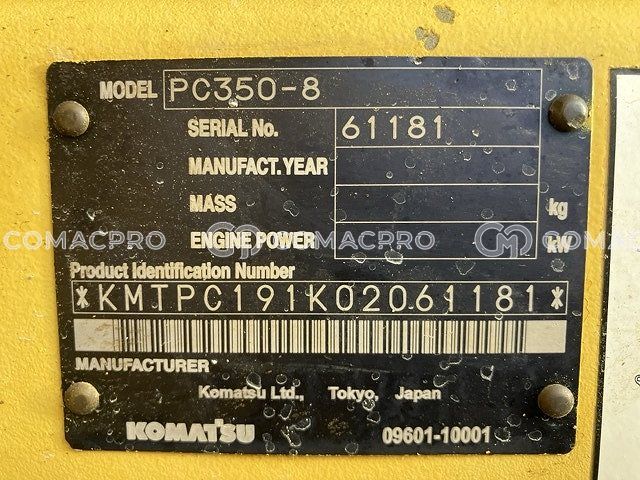 MODEL PC350-8
SERIAL No. 61181
MANUFACT.YEAR
MASS kg
COMACPRO COMACPRO COMAC
ENGINE POWER kW
Product Identification Number
*KMTPC191K02061181*
MANUFACTURER
Komatsu Ltd., Tokyo, Japan
KOMATSU 09601-10001